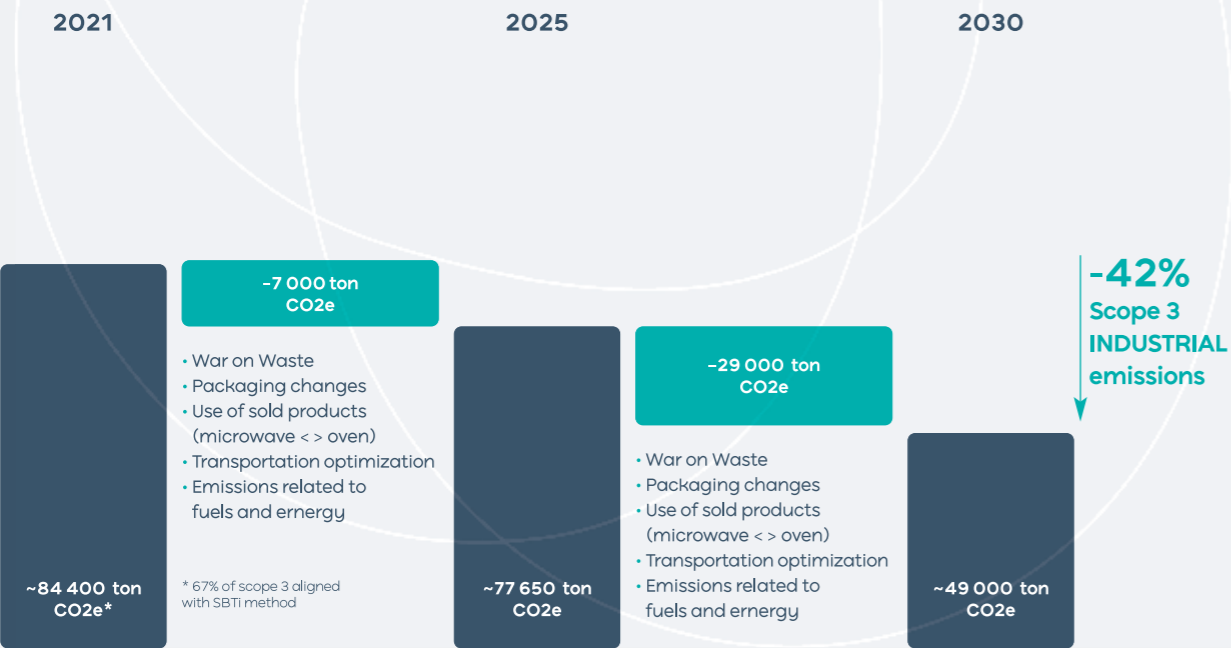 2021
2025
2030
-7 000 ton
CO2e
• War on Waste
• Packaging changes
• Use of sold products
(microwave < > oven)
• Transportation optimization
• Emissions related to
fuels and ernergy
~84 400 ton
CO2e*
* 67% of scope 3 aligned
with SBTi method
-29 000 ton
CO2e
• War on Waste
• Packaging changes
• Use of sold products
(microwave < > oven)
• Transportation optimization
• Emissions related to
fuels and ernergy
~77 650 ton
CO2e
-42%
Scope 3
INDUSTRIAL
emissions
~49 000 ton
CO2e